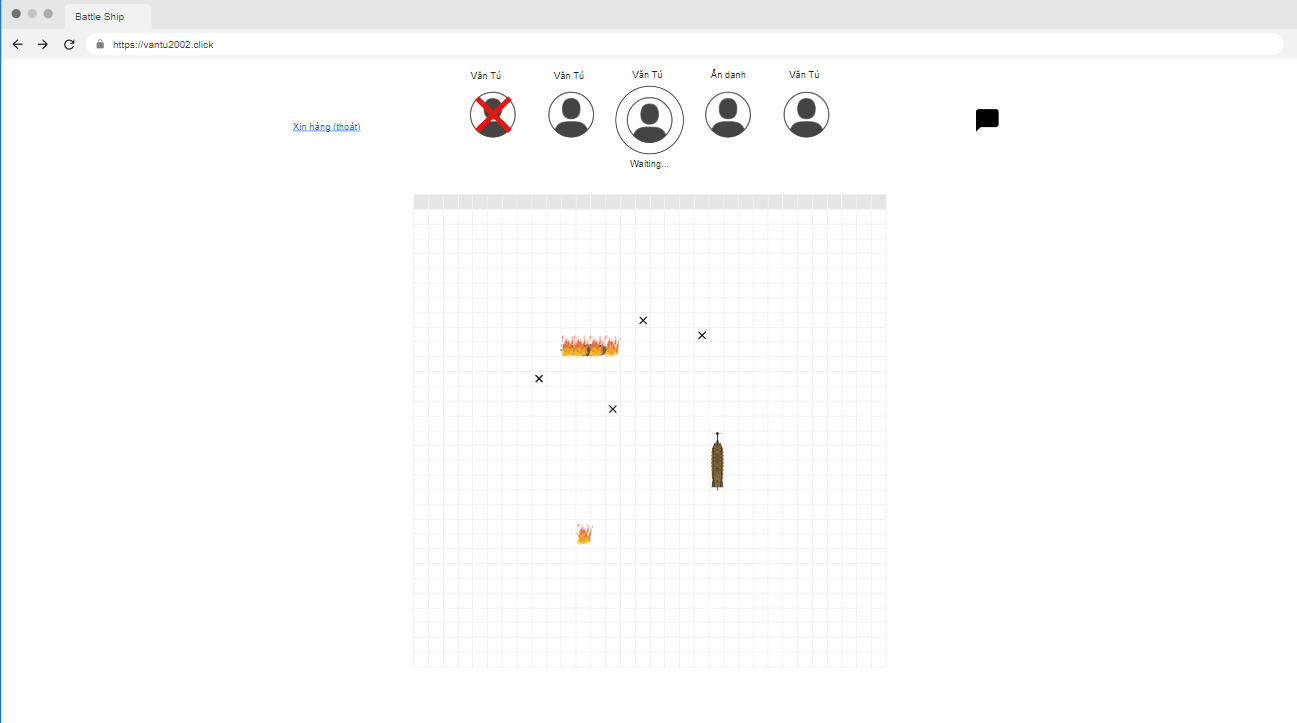 Battle Ship
https://vantu2002.click
Văn Tú
Văn Tú
Văn Tú
Ẩn danh
Văn Tú
Xin hàng (thoát)
Waiting...